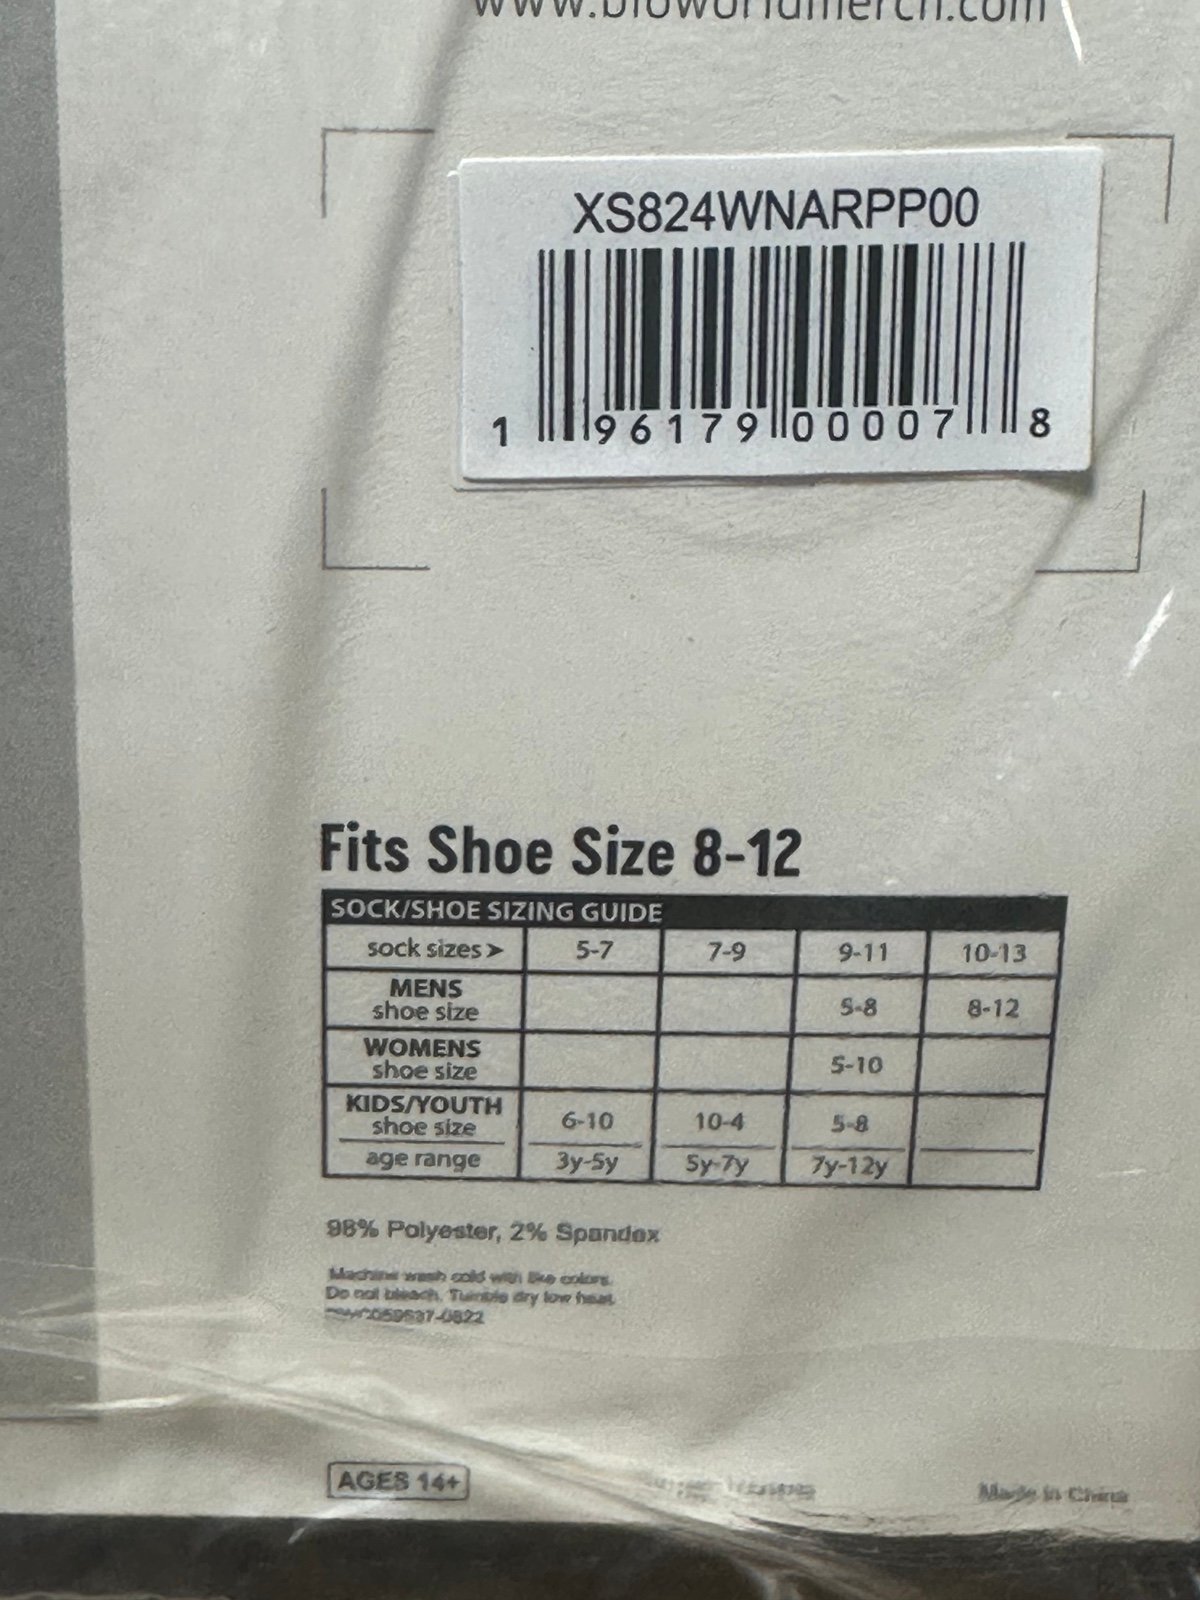 www.bioworldmerch.com
XS824WNARPP00
1 96179 00007 8
Fits Shoe Size 8-12
SOCK/SHOE SIZING GUIDE
sock sizes➤ 5-7 7-9 9-11 10-13
MENS
shoe size 5-8 8-12
WOMENS
shoe size 5-10
KIDS/YOUTH
shoe size 6-10 10-4 5-8
age range 3y-5y 5y-7y 7y-12y
98% Polyester, 2% Spandex
Machine wash cold with like colors.
Do not bleach. Tumble dry low heat.
AGES 14+
Made in China